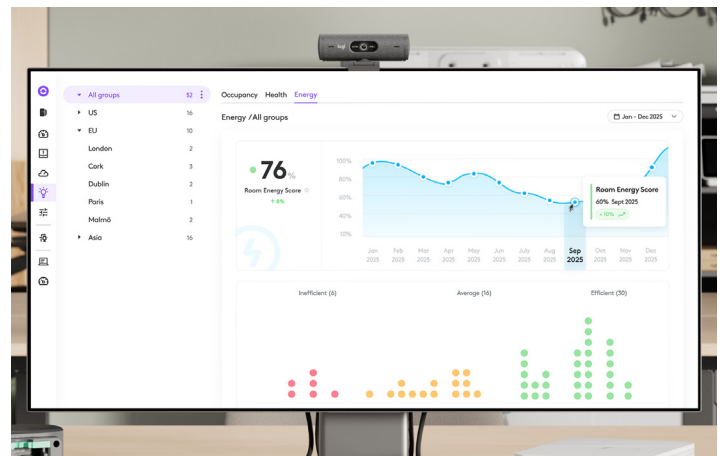 logi
All groups 52
US 16
EU 10
London 2
Cork 3
Dublin 2
Paris 1
Malmö 2
Asia 16
Occupancy Health Energy
Energy /All groups
Jan - Dec 2025
76%
Room Energy Score
6%
100%
80%
60%
40%
10%
Room Energy Score
60% Sept 2025
+10%
Jan 2025
Feb 2025
Mar 2025
Apr 2025
May 2025
Jun 2025
July 2025
Aug 2025
Sep 2025
Oct 2025
Nov 2025
Dec 2025
Inefficient (6)
Average (16)
Efficient (30)